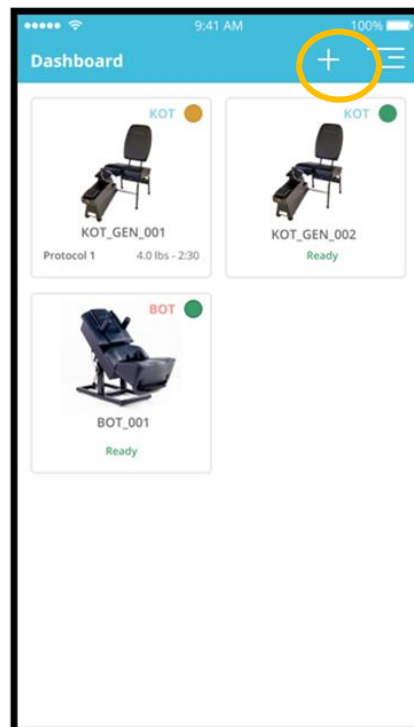 9:41 AM
100%
Dashboard
KOT
KOT_GEN_001
Protocol 1
4.0 lbs - 2:30
KOT
KOT_GEN_002
Ready
BOT
BOT_001
Ready